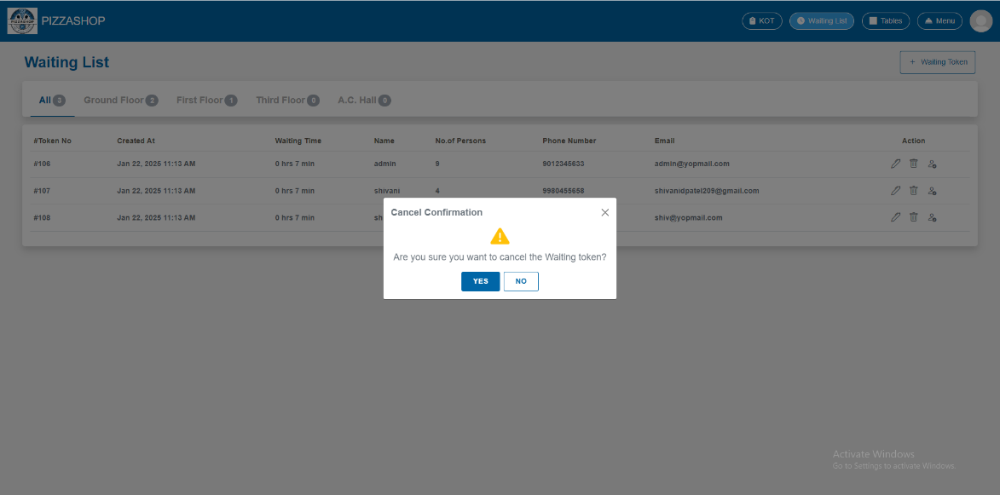 PIZZASHOP
PIZZASHOP
KOT
Waiting List
Tables
Menu
Waiting List
+ Waiting Token
All 3
Ground Floor 2
First Floor 1
Third Floor 0
A.C. Hall 0
#Token No Created At Waiting Time Name No.of Persons Phone Number Email Action
#106 Jan 22, 2025 11:13 AM 0 hrs 7 min admin 9 9012345633 admin@yopmail.com
#107 Jan 22, 2025 11:13 AM 0 hrs 7 min shivani 4 9980455658 shivanidpatel209@gmail.com
#108 Jan 22, 2025 11:13 AM 0 hrs 7 min sh shiv@yopmail.com
Cancel Confirmation
Are you sure you want to cancel the Waiting token?
YES NO
Activate Windows
Go to Settings to activate Windows.